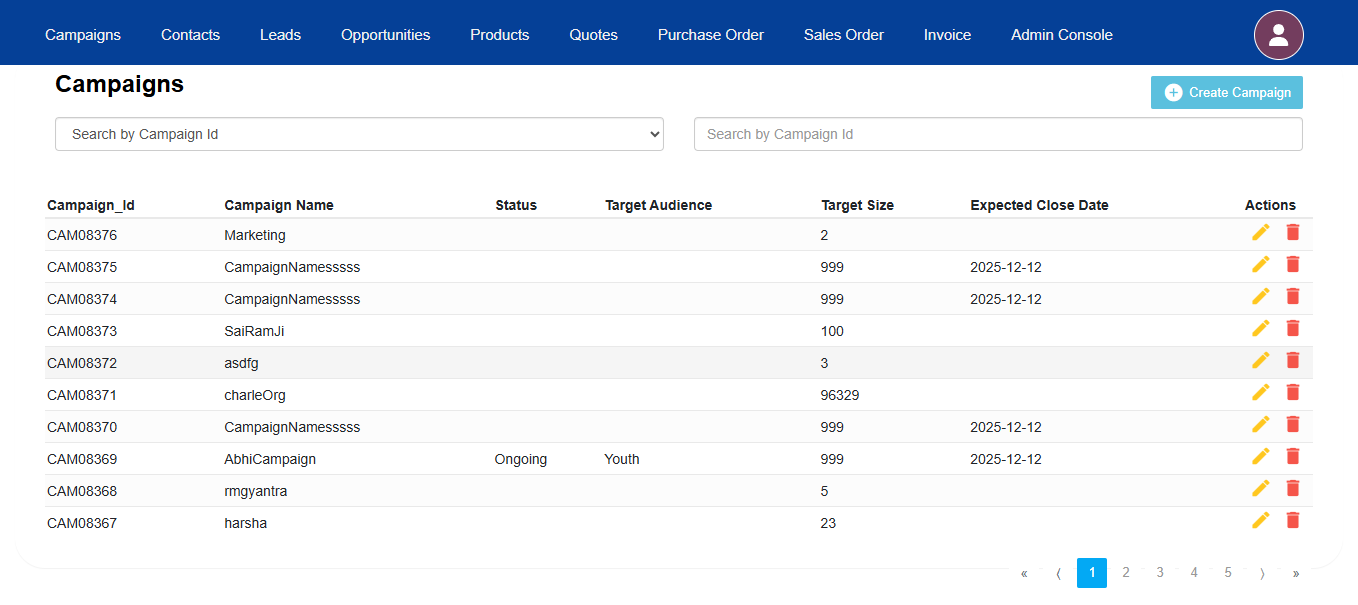 Campaigns Contacts Leads Opportunities Products Quotes Purchase Order Sales Order Invoice Admin Console
Campaigns
Create Campaign
Search by Campaign Id Search by Campaign Id
Campaign_Id Campaign Name Status Target Audience Target Size Expected Close Date Actions
CAM08376 Marketing 2
CAM08375 CampaignNamesssss 999 2025-12-12
CAM08374 CampaignNamesssss 999 2025-12-12
CAM08373 SaiRamJi 100
CAM08372 asdfg 3
CAM08371 charleOrg 96329
CAM08370 CampaignNamesssss 999 2025-12-12
CAM08369 AbhiCampaign Ongoing Youth 999 2025-12-12
CAM08368 rmgyantra 5
CAM08367 harsha 23
« ⟨ 1 2 3 4 5 ⟩ »